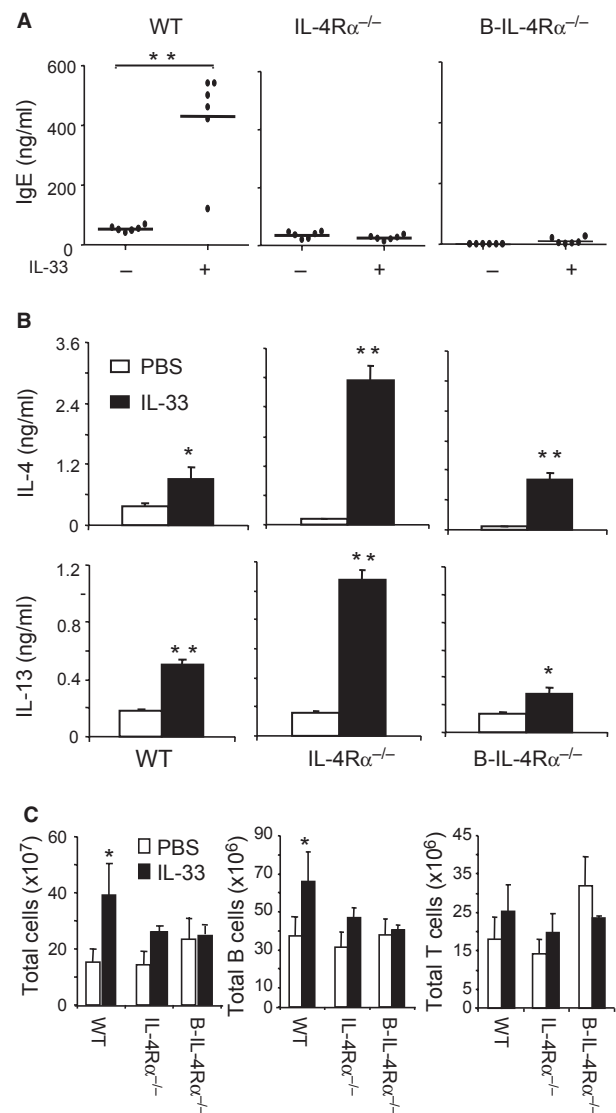 A
WT
IL-4Rα−/−
B-IL-4Rα−/−
IgE (ng/ml)
600
400
200
0
* *
IL-33
− + − + − +
B
IL-4 (ng/ml)
3.6
2.4
1.2
0
PBS
IL-33
*
* *
* *
IL-13 (ng/ml)
1.2
0.8
0.4
0
* *
* *
*
WT
IL-4Rα−/−
B-IL-4Rα−/−
C
Total cells (x10⁷)
60
40
20
0
PBS
IL-33
*
WT
IL-4Rα−/−
B-IL-4Rα−/−
Total B cells (x10⁶)
90
70
50
30
10
0
*
WT
IL-4Rα−/−
B-IL-4Rα−/−
Total T cells (x10⁶)
45
35
25
15
0
WT
IL-4Rα−/−
B-IL-4Rα−/−